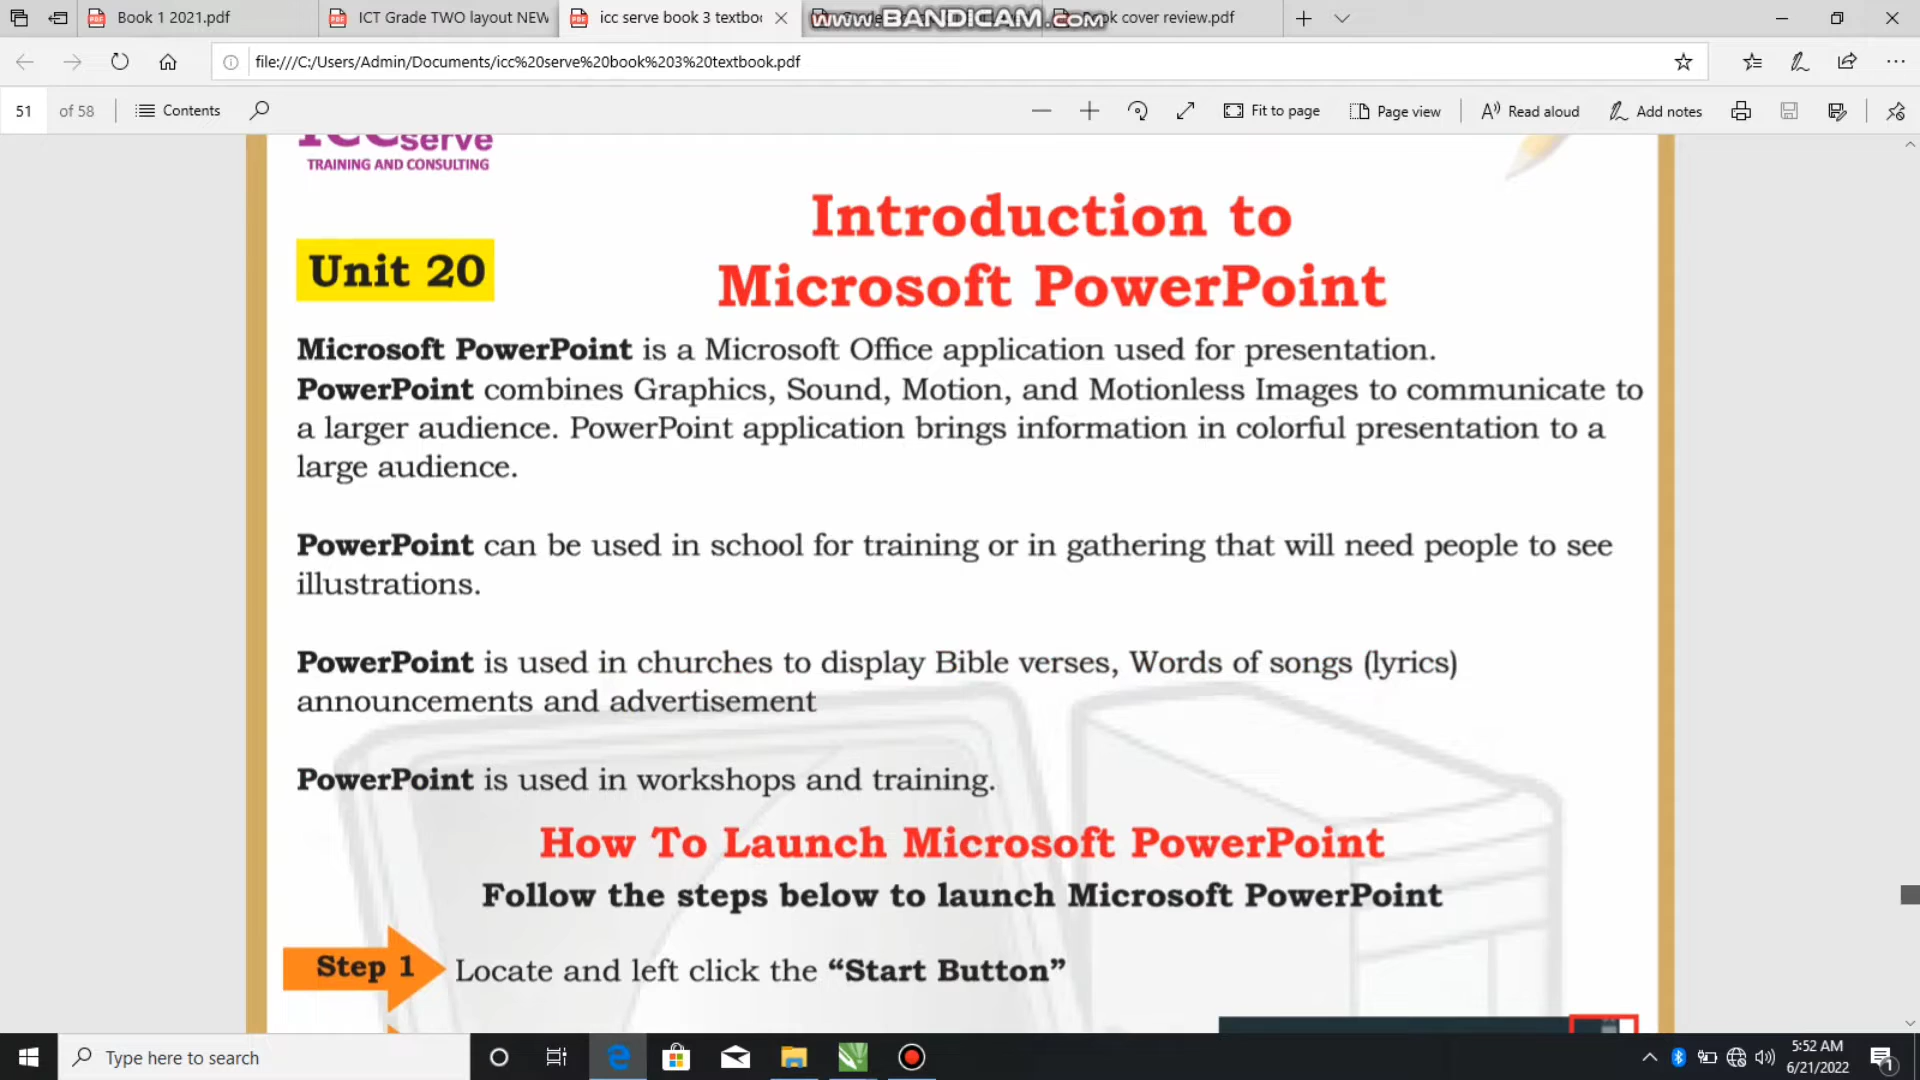 Book 1 2021.pdf
ICT Grade TWO layout NEW
icc serve book 3 textboo
www.BANDICAM.com
ook cover review.pdf
file:///C:/Users/Admin/Documents/icc%20serve%20book%203%20textbook.pdf
51 of 58 Contents
Fit to page Page view Read aloud Add notes
ICCserve
TRAINING AND CONSULTING
Introduction to
Unit 20
Microsoft PowerPoint
Microsoft PowerPoint is a Microsoft Office application used for presentation.
PowerPoint combines Graphics, Sound, Motion, and Motionless Images to communicate to
a larger audience. PowerPoint application brings information in colorful presentation to a
large audience.
PowerPoint can be used in school for training or in gathering that will need people to see
illustrations.
PowerPoint is used in churches to display Bible verses, Words of songs (lyrics)
announcements and advertisement
PowerPoint is used in workshops and training.
How To Launch Microsoft PowerPoint
Follow the steps below to launch Microsoft PowerPoint
Step 1 Locate and left click the “Start Button”
Type here to search
5:52 AM
6/21/2022
1